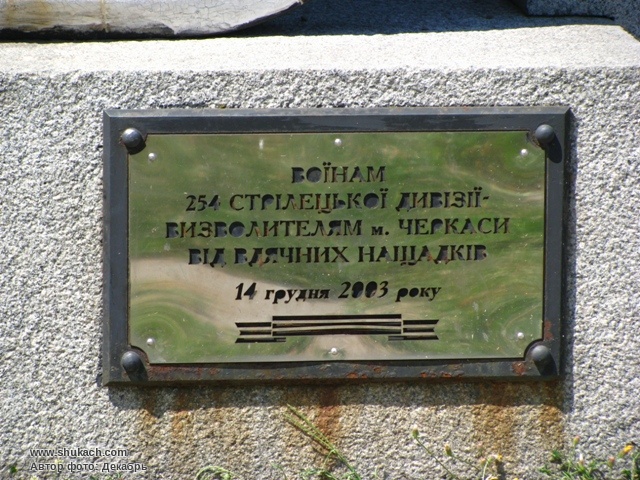 ВОЇНАМ
254 СТРІЛЕЦЬКОЇ ДИВІЗІЇ-
ВИЗВОЛИТЕЛЯМ м. ЧЕРКАСИ
ВІД ВДЯЧНИХ НАЩАДКІВ
14 грудня 2003 року
www.shukach.com
Автор фото: Декабрь